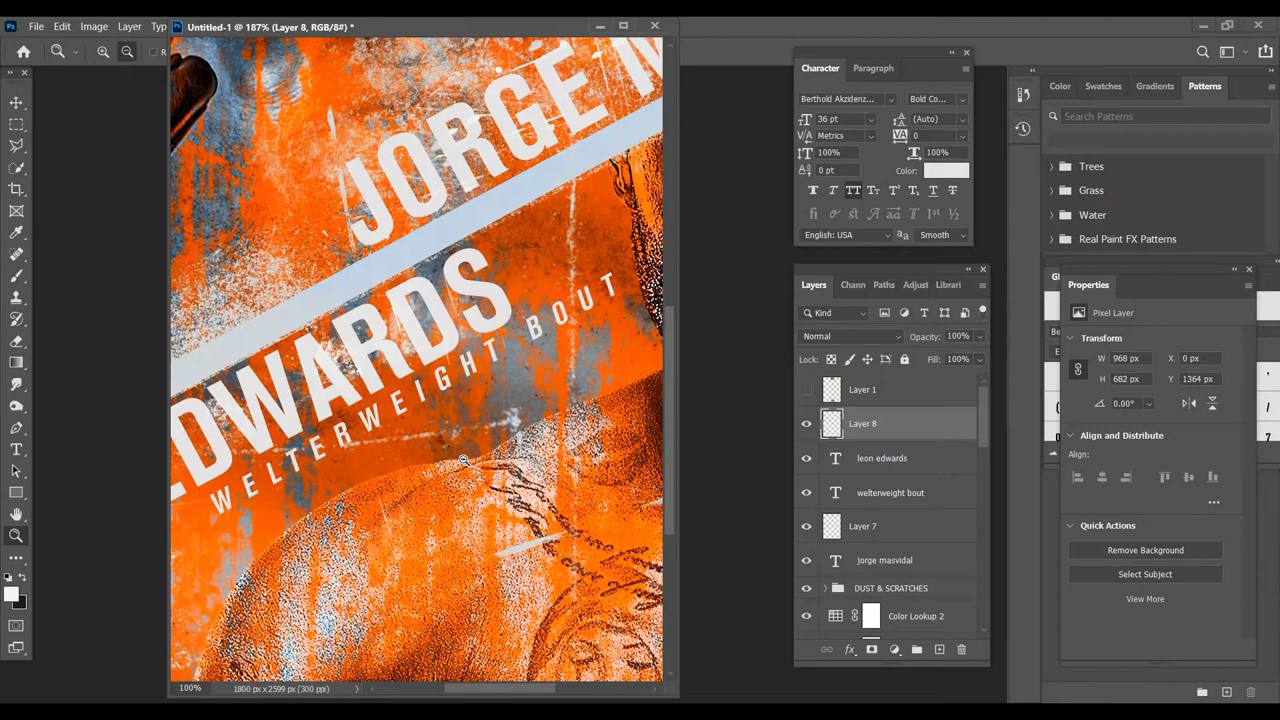 Ps File Edit Image Layer Typ
Untitled-1 @ 187% (Layer 8, RGB/8#) *
JORGE
EDWARDS
WELTERWEIGHT BOUT
100% 1800 px x 2599 px (300 ppi)
Character Paragraph
Berthold Akzidenz... Bold Co...
36 pt (Auto)
Metrics 0
100% 100%
0 pt Color:
English: USA Smooth
Layers Chann Paths Adjust Librari
Kind
Normal Opacity: 100%
Lock: Fill: 100%
Layer 1
Layer 8
leon edwards
welterweight bout
Layer 7
jorge masvidal
DUST & SCRATCHES
Color Lookup 2
Color Swatches Gradients Patterns
Search Patterns
Trees
Grass
Water
Real Paint FX Patterns
Properties
Pixel Layer
Transform
W 968 px X 0 px
H 682 px Y 1364 px
0.00°
Align and Distribute
Align:
Quick Actions
Remove Background
Select Subject
View More